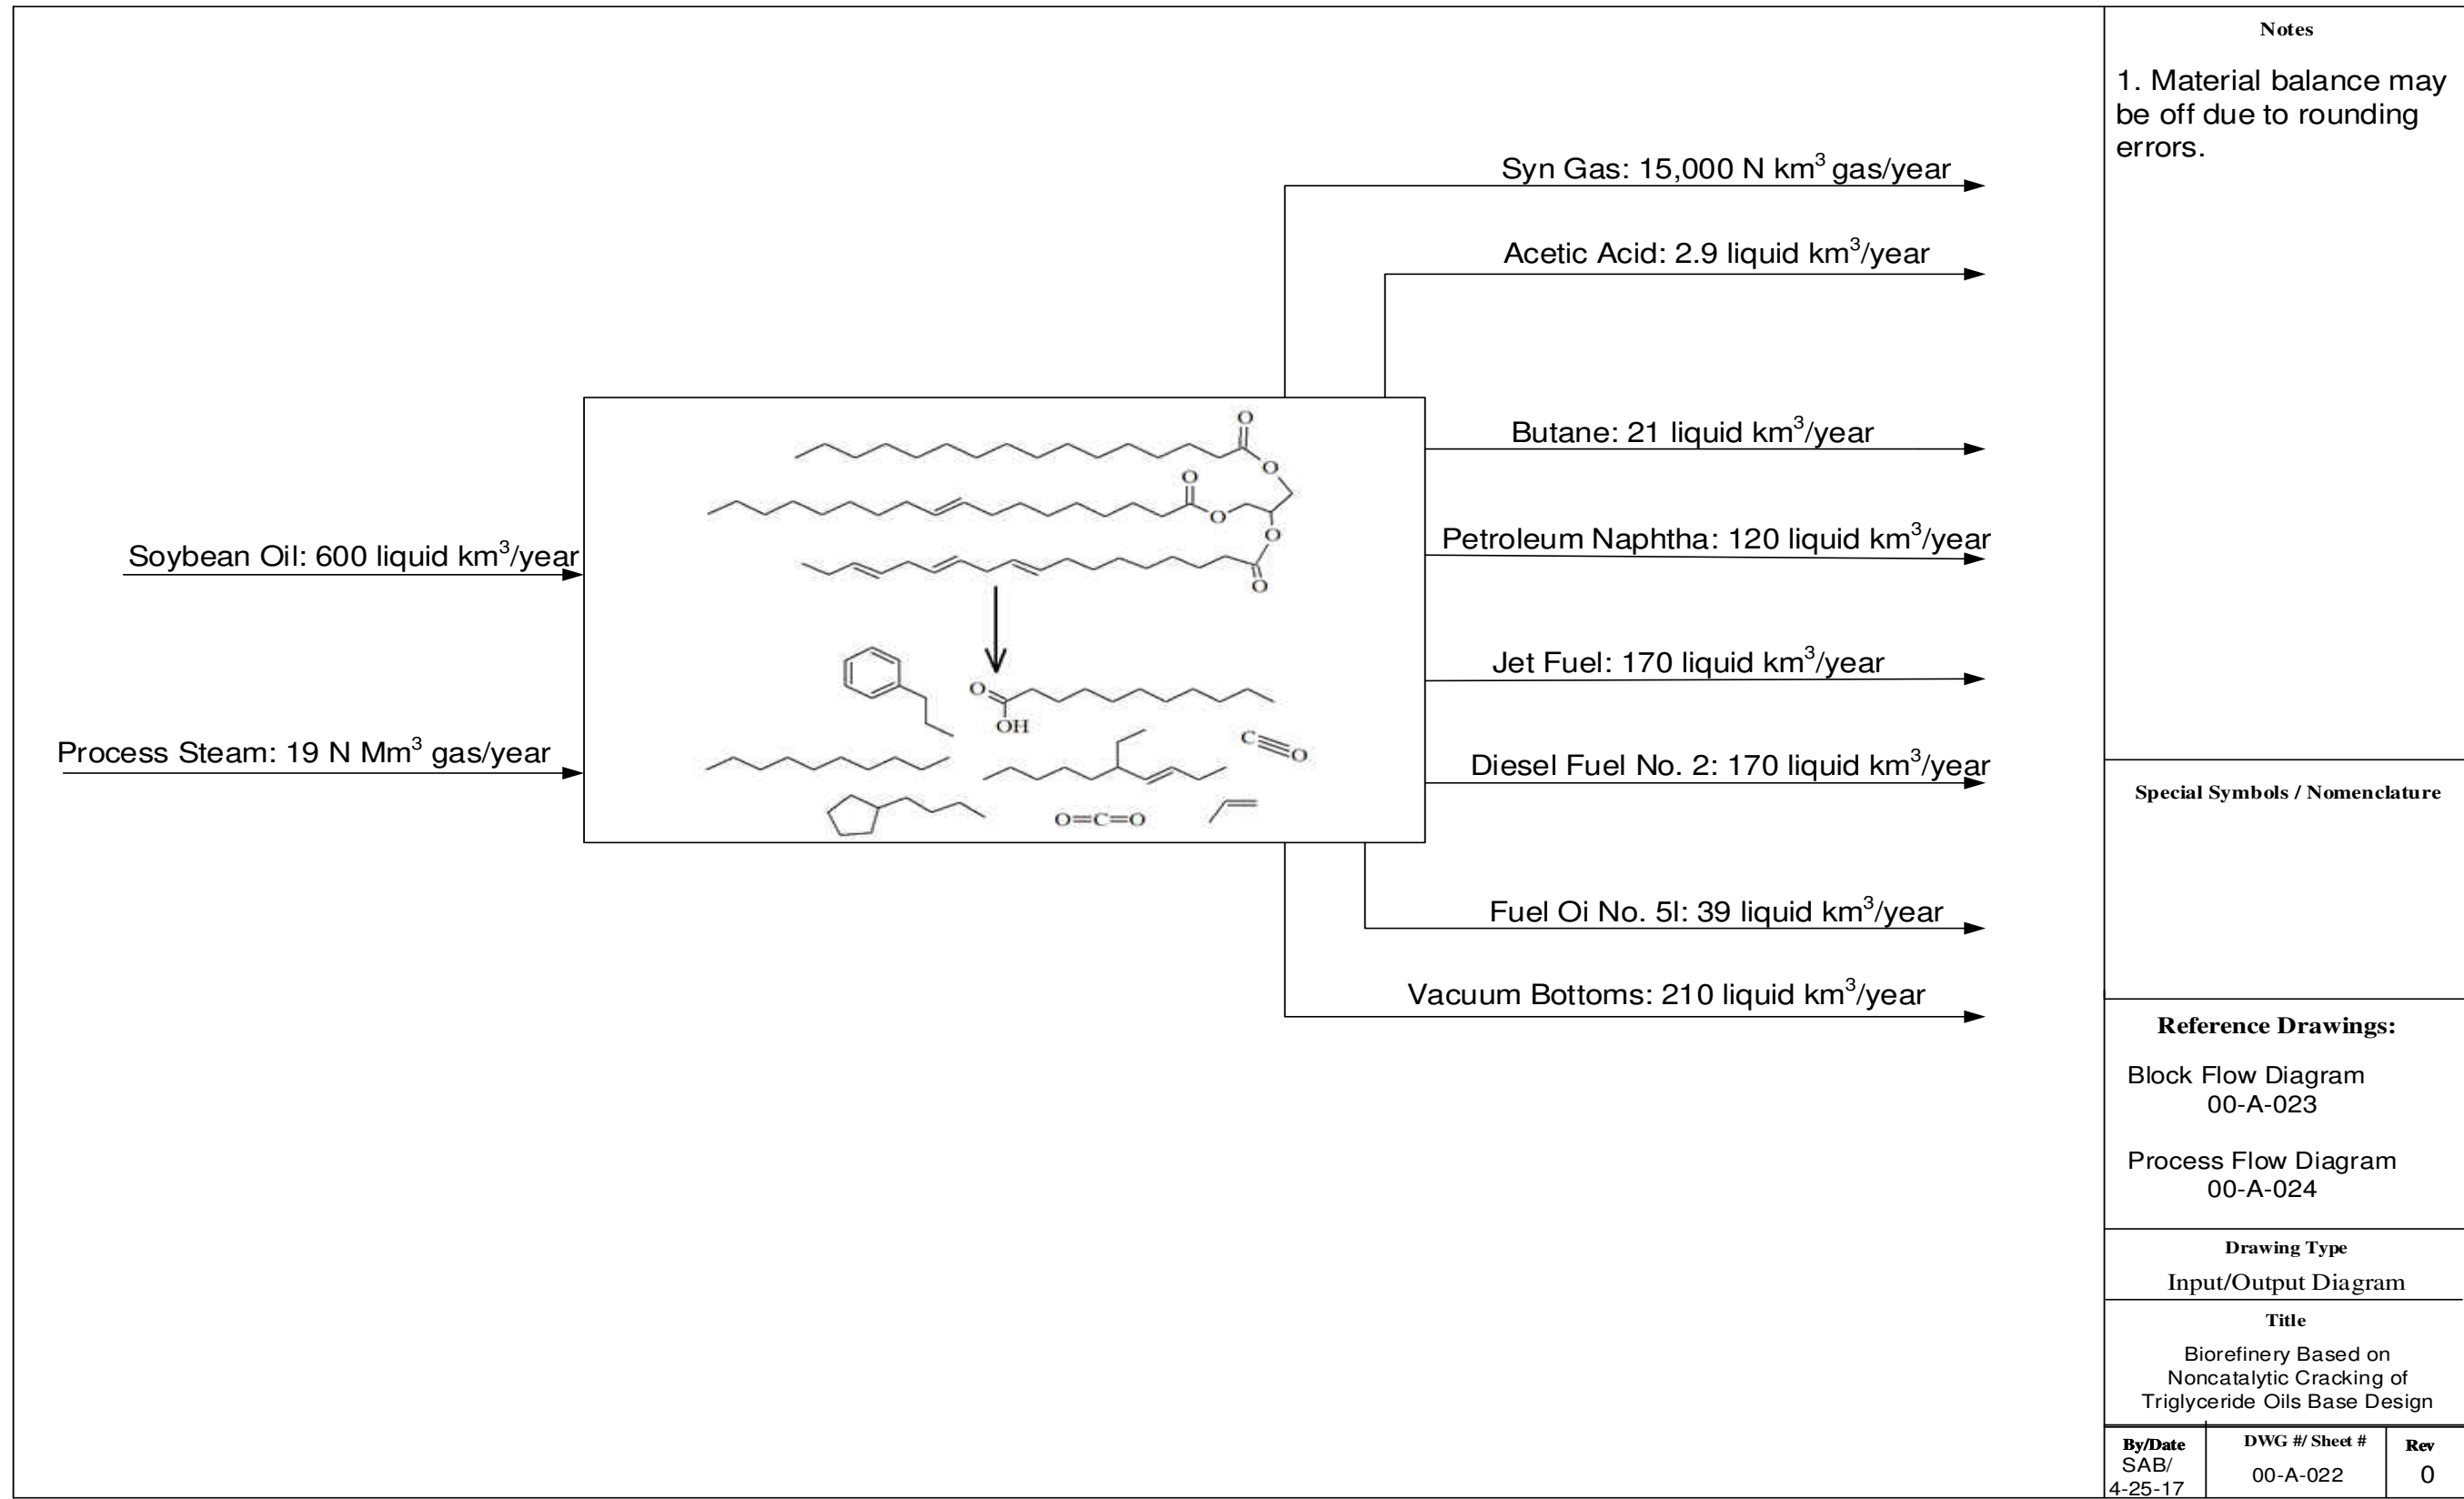 Notes
1. Material balance may
be off due to rounding
errors.
Syn Gas: 15,000 N km³ gas/year
Acetic Acid: 2.9 liquid km³/year
Butane: 21 liquid km³/year
Soybean Oil: 600 liquid km³/year
Petroleum Naphtha: 120 liquid km³/year
Jet Fuel: 170 liquid km³/year
Process Steam: 19 N Mm³ gas/year
Diesel Fuel No. 2: 170 liquid km³/year
Fuel Oi No. 5l: 39 liquid km³/year
Vacuum Bottoms: 210 liquid km³/year
O
O
O
O
O
O
O
OH
C O
O=C=O
Special Symbols / Nomenclature
Reference Drawings:
Block Flow Diagram
00-A-023
Process Flow Diagram
00-A-024
Drawing Type
Input/Output Diagram
Title
Biorefinery Based on
Noncatalytic Cracking of
Triglyceride Oils Base Design
By/Date
SAB/
4-25-17
DWG #/ Sheet #
00-A-022
Rev
0